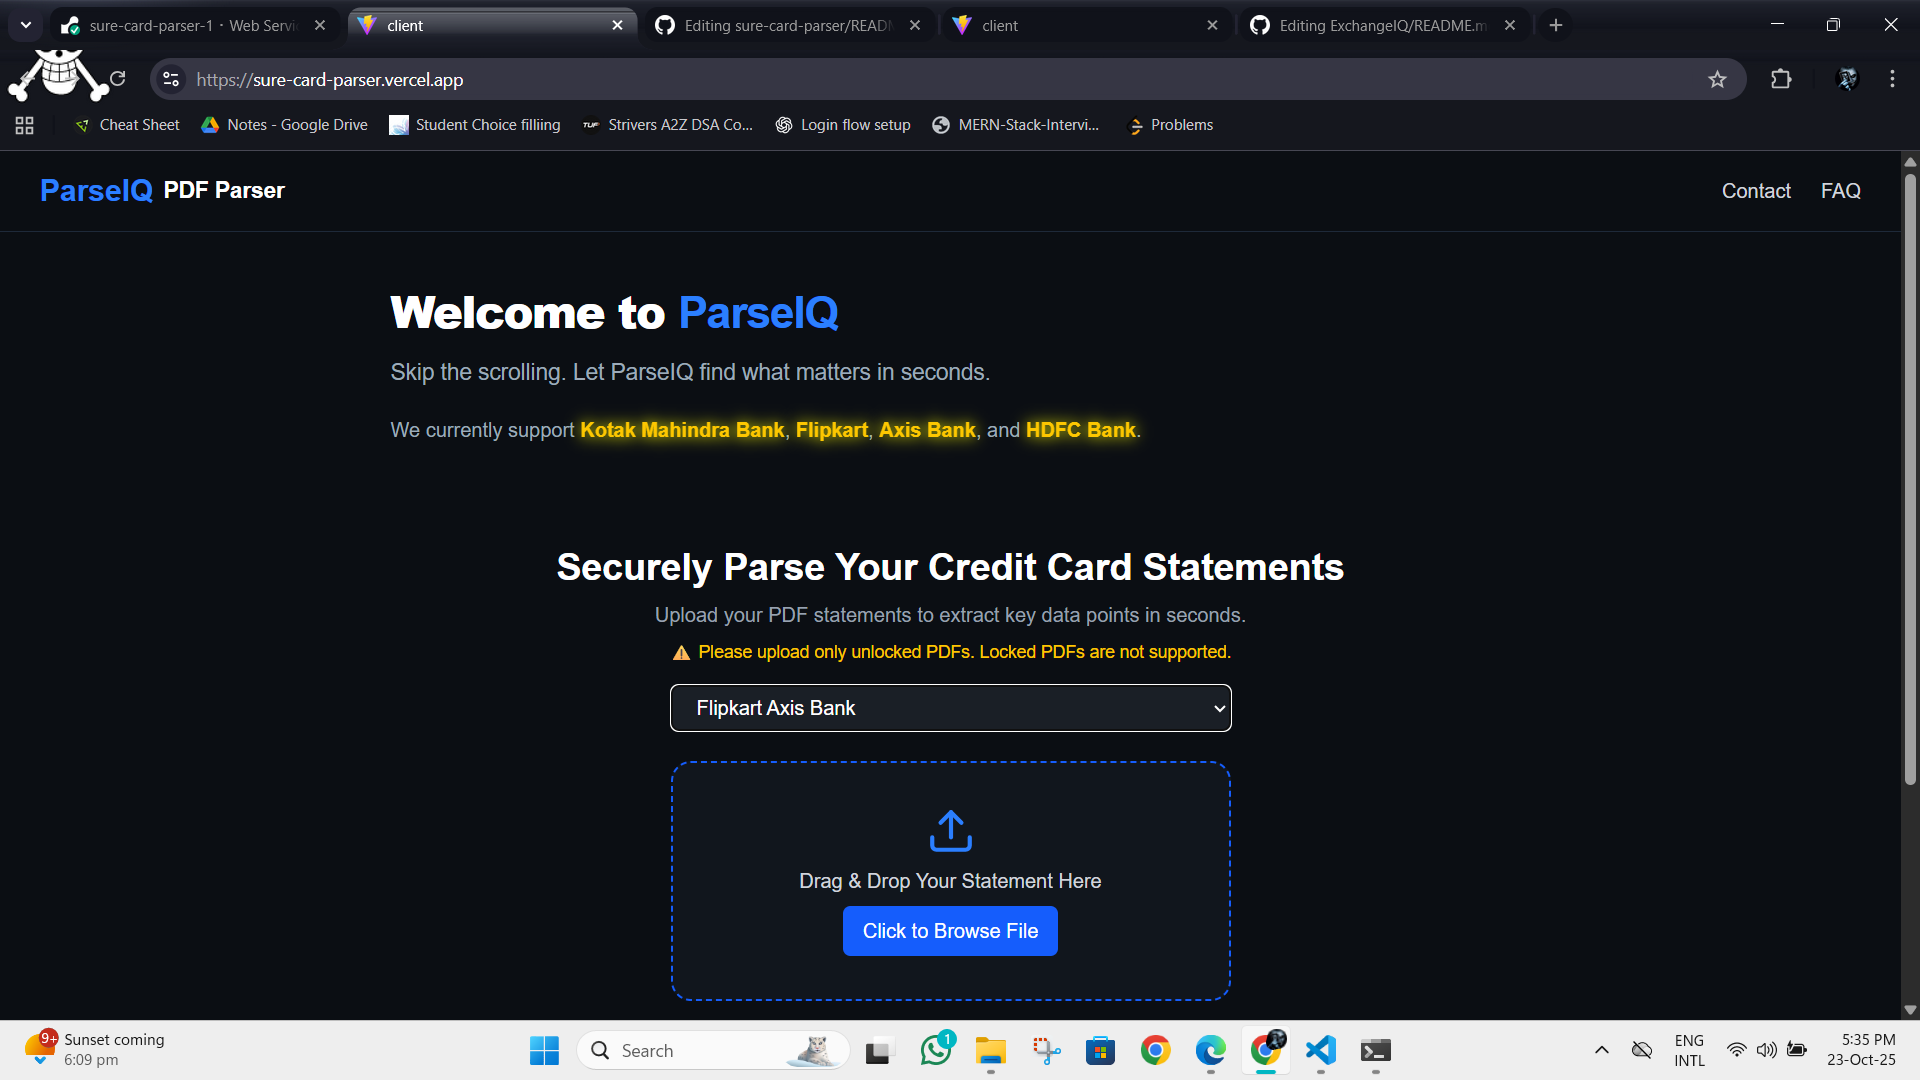 sure-card-parser-1 · Web Servi
client
Editing sure-card-parser/READM
client
Editing ExchangeIQ/README.m
https://sure-card-parser.vercel.app
Cheat Sheet
Notes - Google Drive
Student Choice filliing
TUF
Strivers A2Z DSA Co...
Login flow setup
MERN-Stack-Intervi...
Problems
ParseIQ PDF Parser
Contact
FAQ
Welcome to ParseIQ
Skip the scrolling. Let ParseIQ find what matters in seconds.
We currently support Kotak Mahindra Bank, Flipkart, Axis Bank, and HDFC Bank.
Securely Parse Your Credit Card Statements
Upload your PDF statements to extract key data points in seconds.
Please upload only unlocked PDFs. Locked PDFs are not supported.
Flipkart Axis Bank
Drag & Drop Your Statement Here
Click to Browse File
9+
Sunset coming
6:09 pm
Search
1
ENG
INTL
5:35 PM
23-Oct-25